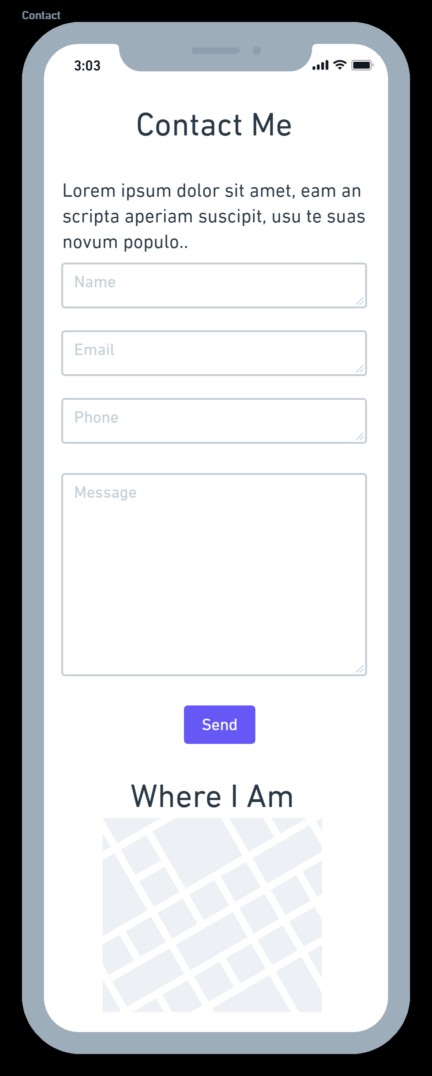 Contact
3:03
Contact Me
Lorem ipsum dolor sit amet, eam an
scripta aperiam suscipit, usu te suas
novum populo..
Name
Email
Phone
Message
Send
Where I Am